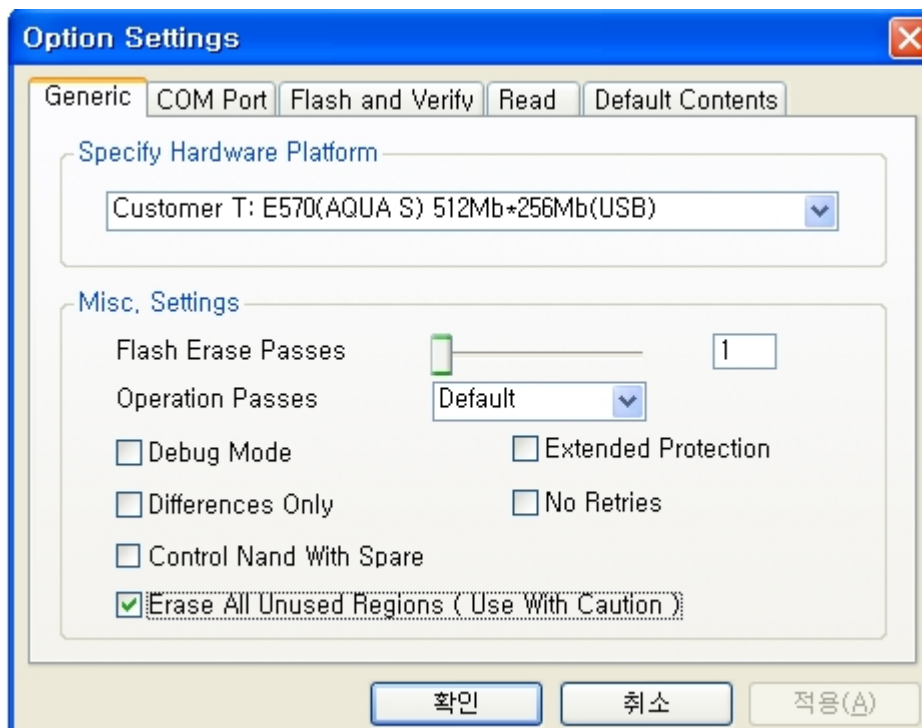 Option Settings
Generic COM Port Flash and Verify Read Default Contents
Specify Hardware Platform
Customer T: E570(AQUA S) 512Mb*256Mb(USB)
Misc. Settings
Flash Erase Passes 1
Operation Passes Default
Debug Mode Extended Protection
Differences Only No Retries
Control Nand With Spare
Erase All Unused Regions ( Use With Caution )
확인 취소 적용(A)